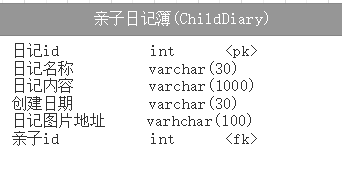 亲子日记簿(ChildDiary)
日记id int <pk>
日记名称 varchar(30)
日记内容 varchar(1000)
创建日期 varchar(30)
日记图片地址 varhchar(100)
亲子id int <fk>